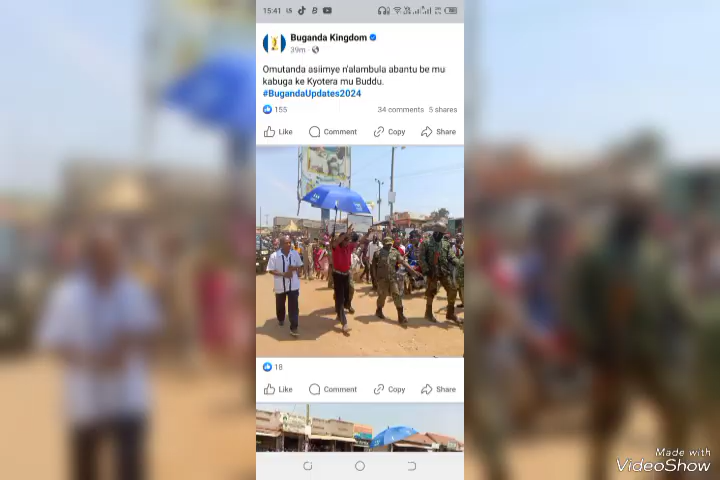 15:41
Buganda Kingdom
39m
Omutanda asiimye n'alambula abantu be mu
kabuga ke Kyotera mu Buddu.
#BugandaUpdates2024
155
34 comments 5 shares
Like Comment Copy Share
18
Like Comment Copy Share
Made with
VideoShow